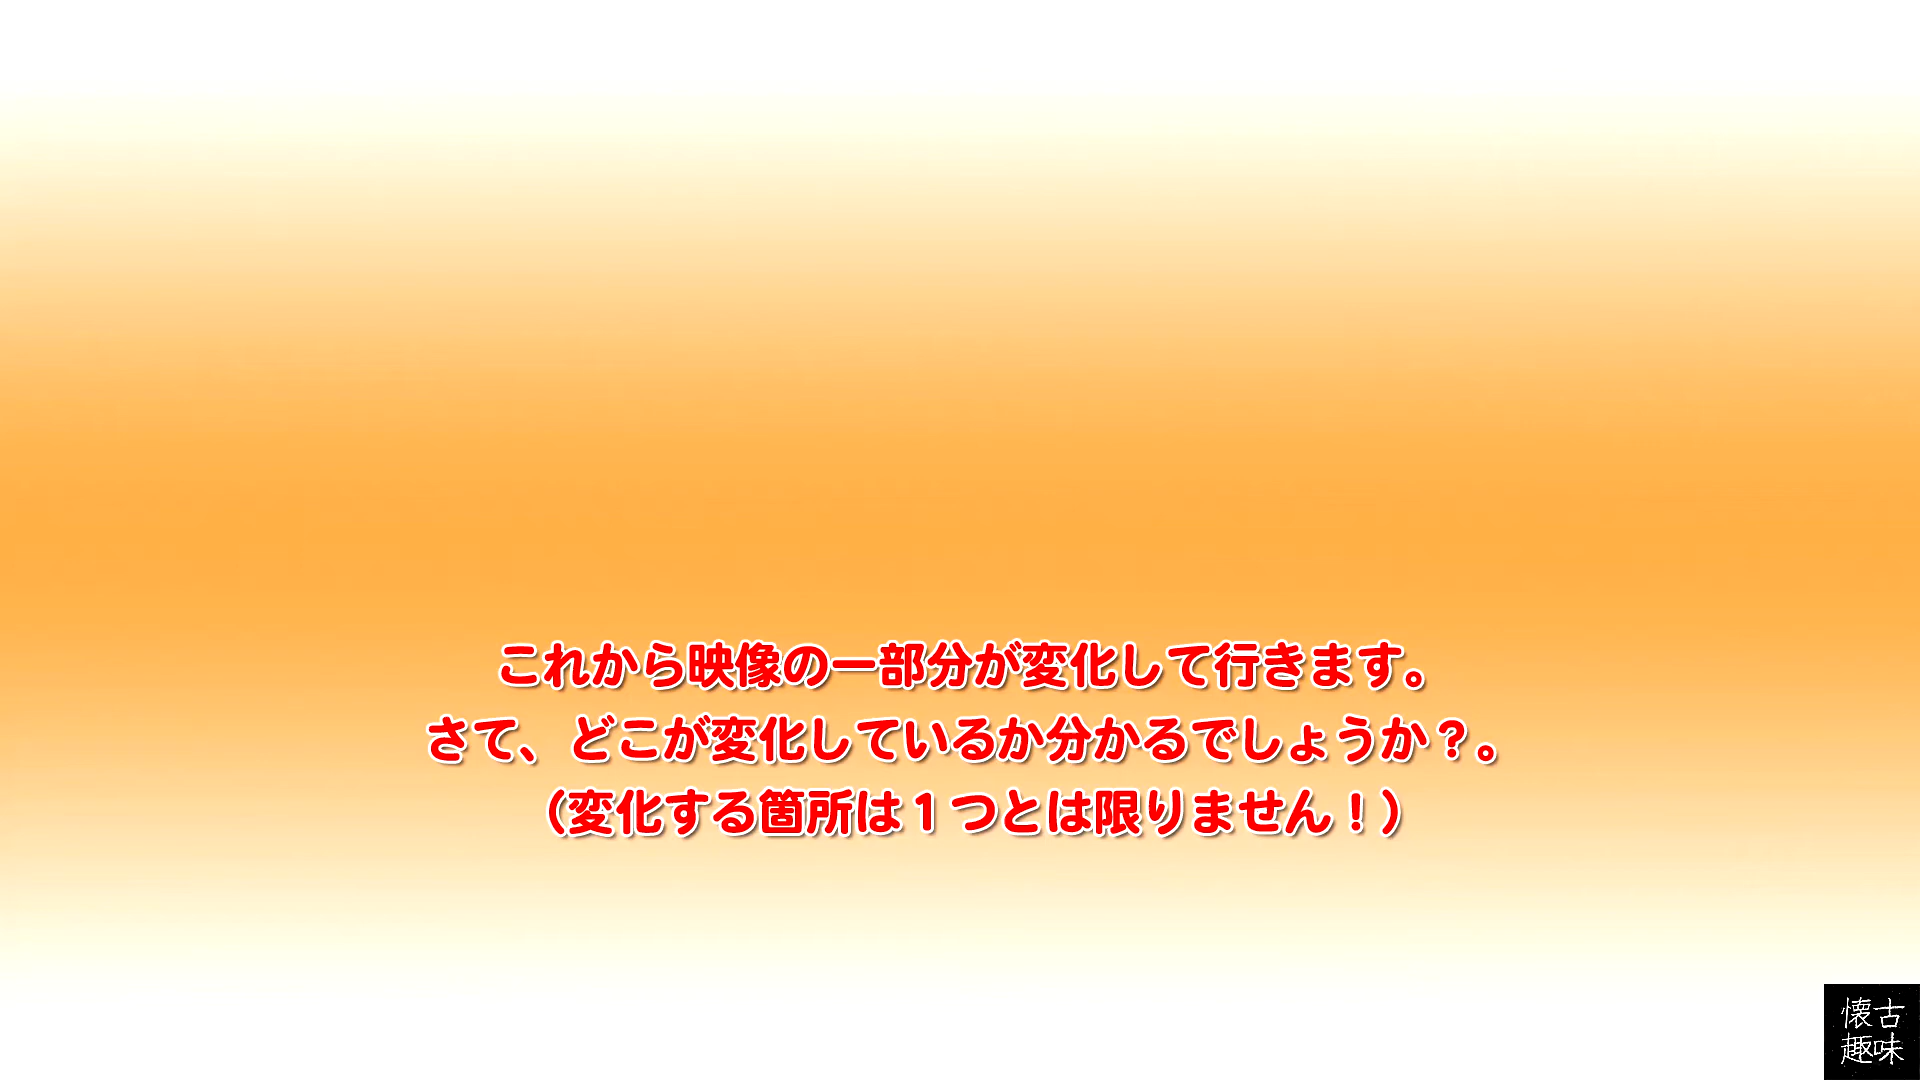 これから映像の一部分が変化して行きます。
さて、どこが変化しているか分かるでしょうか？。
（変化する箇所は１つとは限りません！）
懐古
趣味